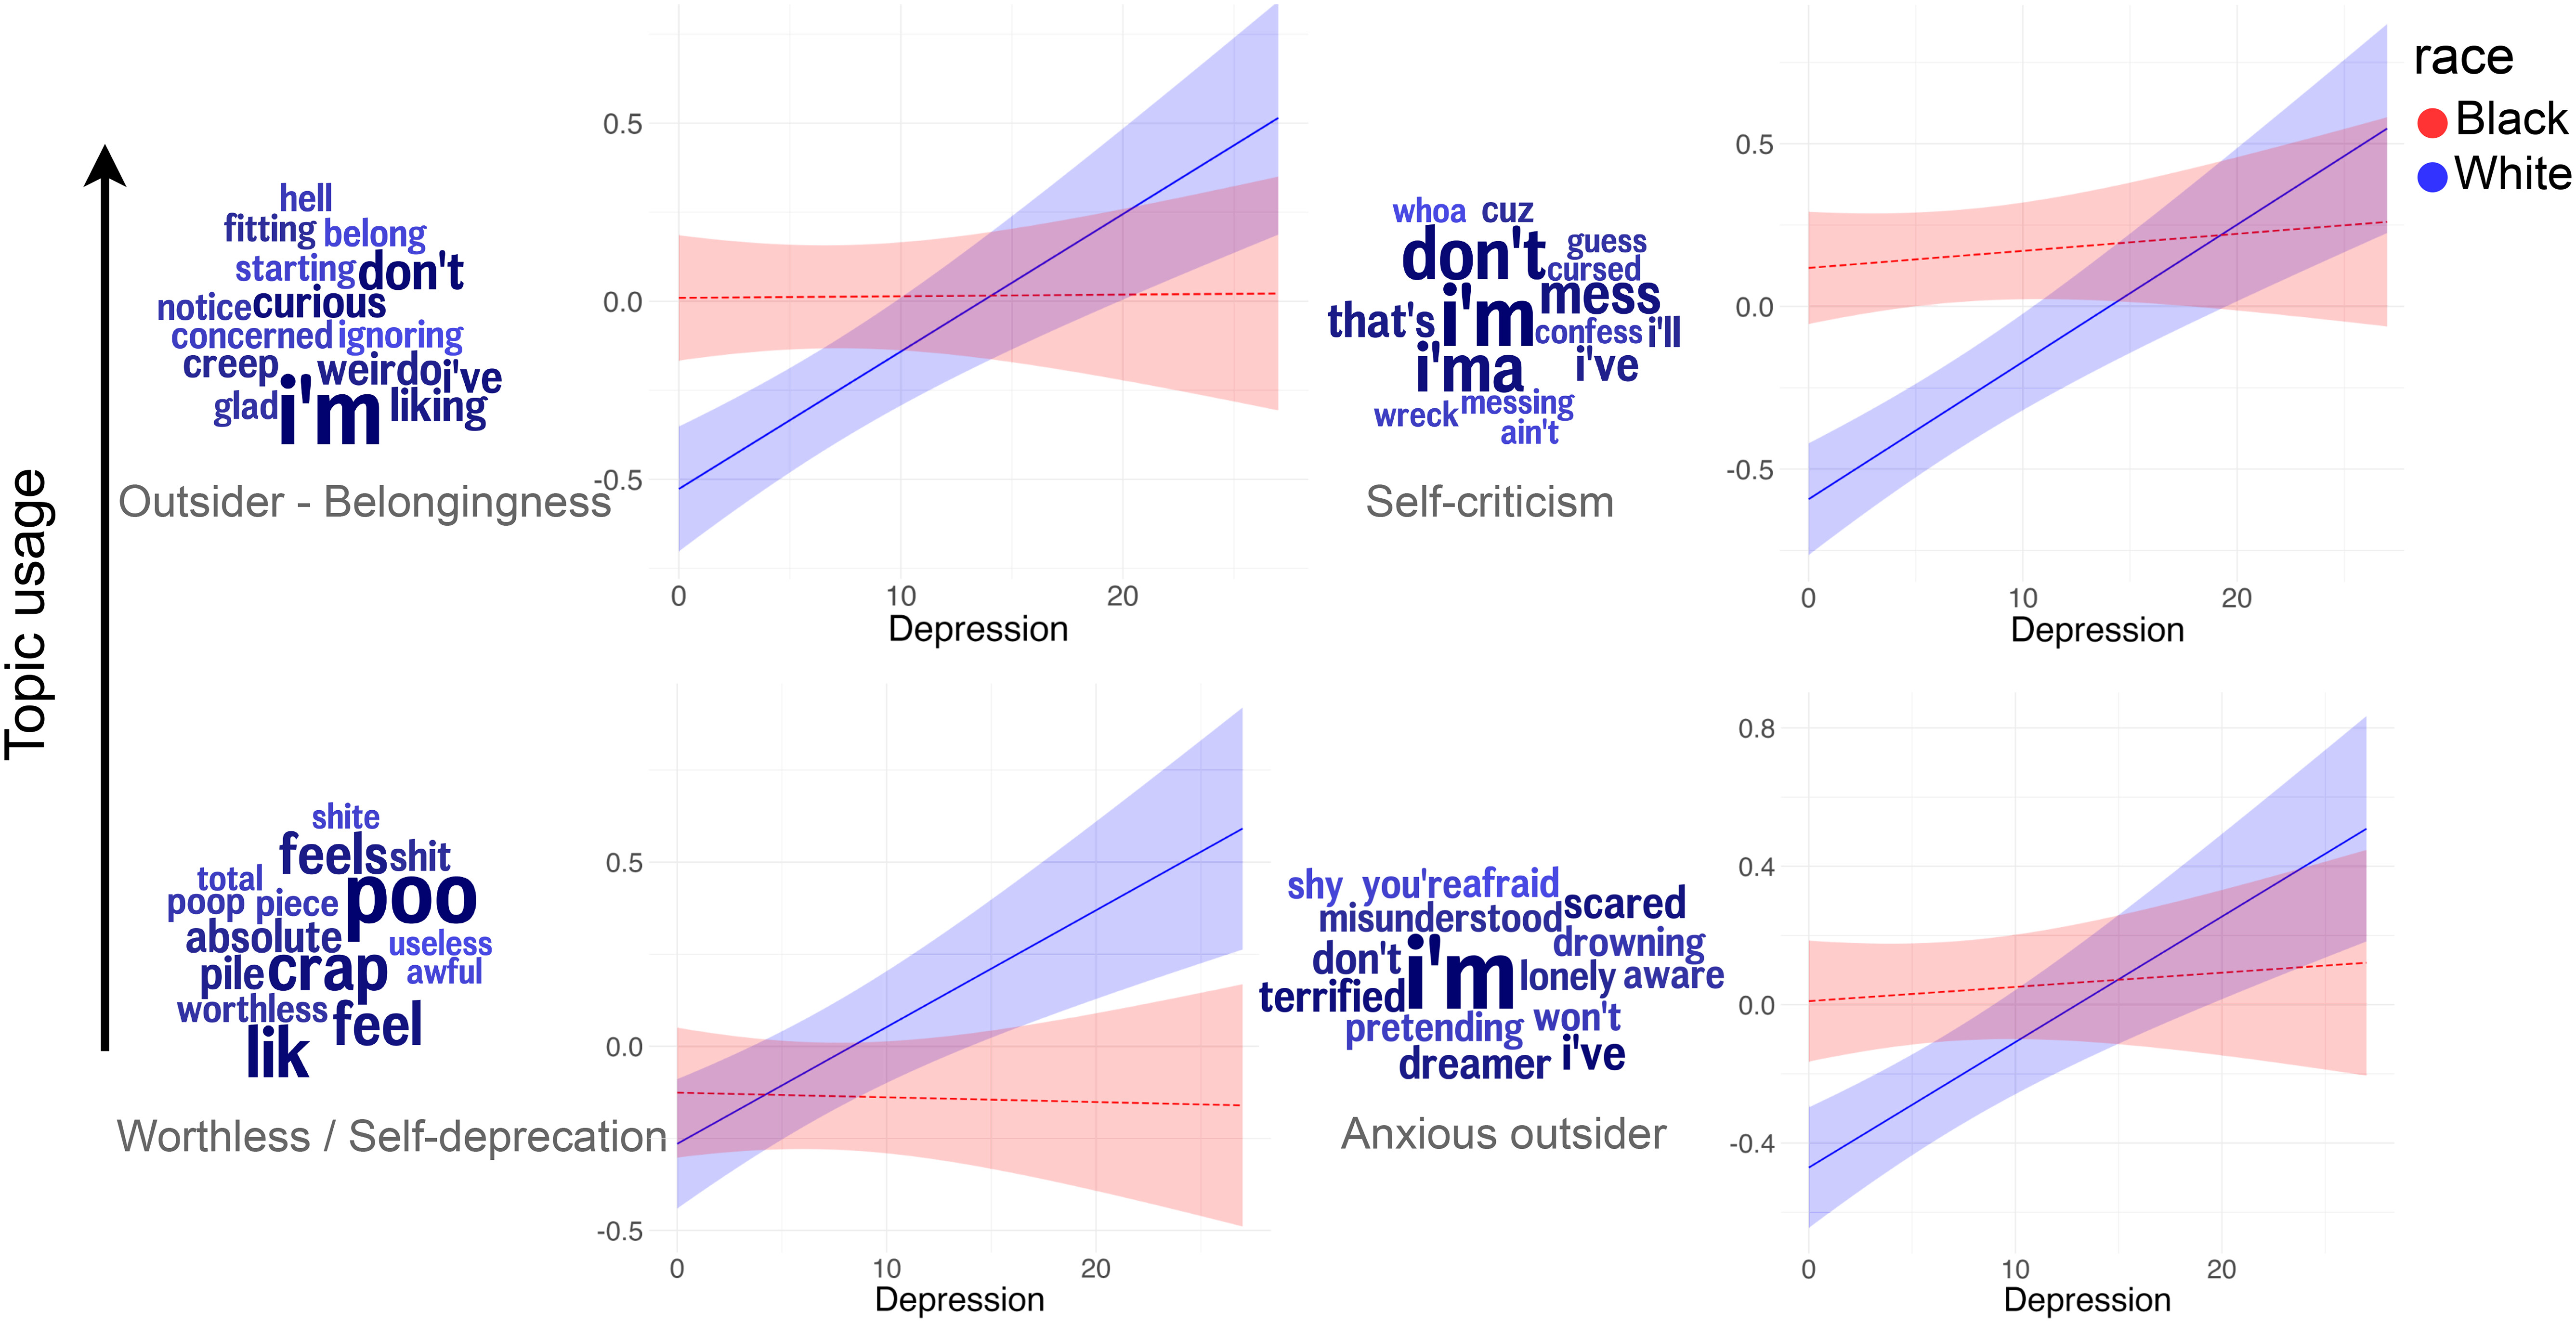 Topic usage
hell
fitting belong
starting don't
notice curious
concerned ignoring
creep weirdo i've
glad i'm liking
Outsider - Belongingness
0.5
0.0
-0.5
0 10 20
Depression
whoa cuz
don't guess
cursed
that's i'm mess
confess i'll
i'ma i've
wreck messing
ain't
Self-criticism
0.5
0.0
-0.5
0 10 20
Depression
race
Black
White
shite
feels shit
total
poop piece poo
absolute useless
pile crap awful
worthless feel
lik
Worthless / Self-deprecation
0.5
0.0
-0.5
0 10 20
Depression
shy you're afraid
misunderstood scared
don't i'm drowning
terrified lonely aware
pretending won't
dreamer i've
Anxious outsider
0.8
0.4
0.0
-0.4
0 10 20
Depression